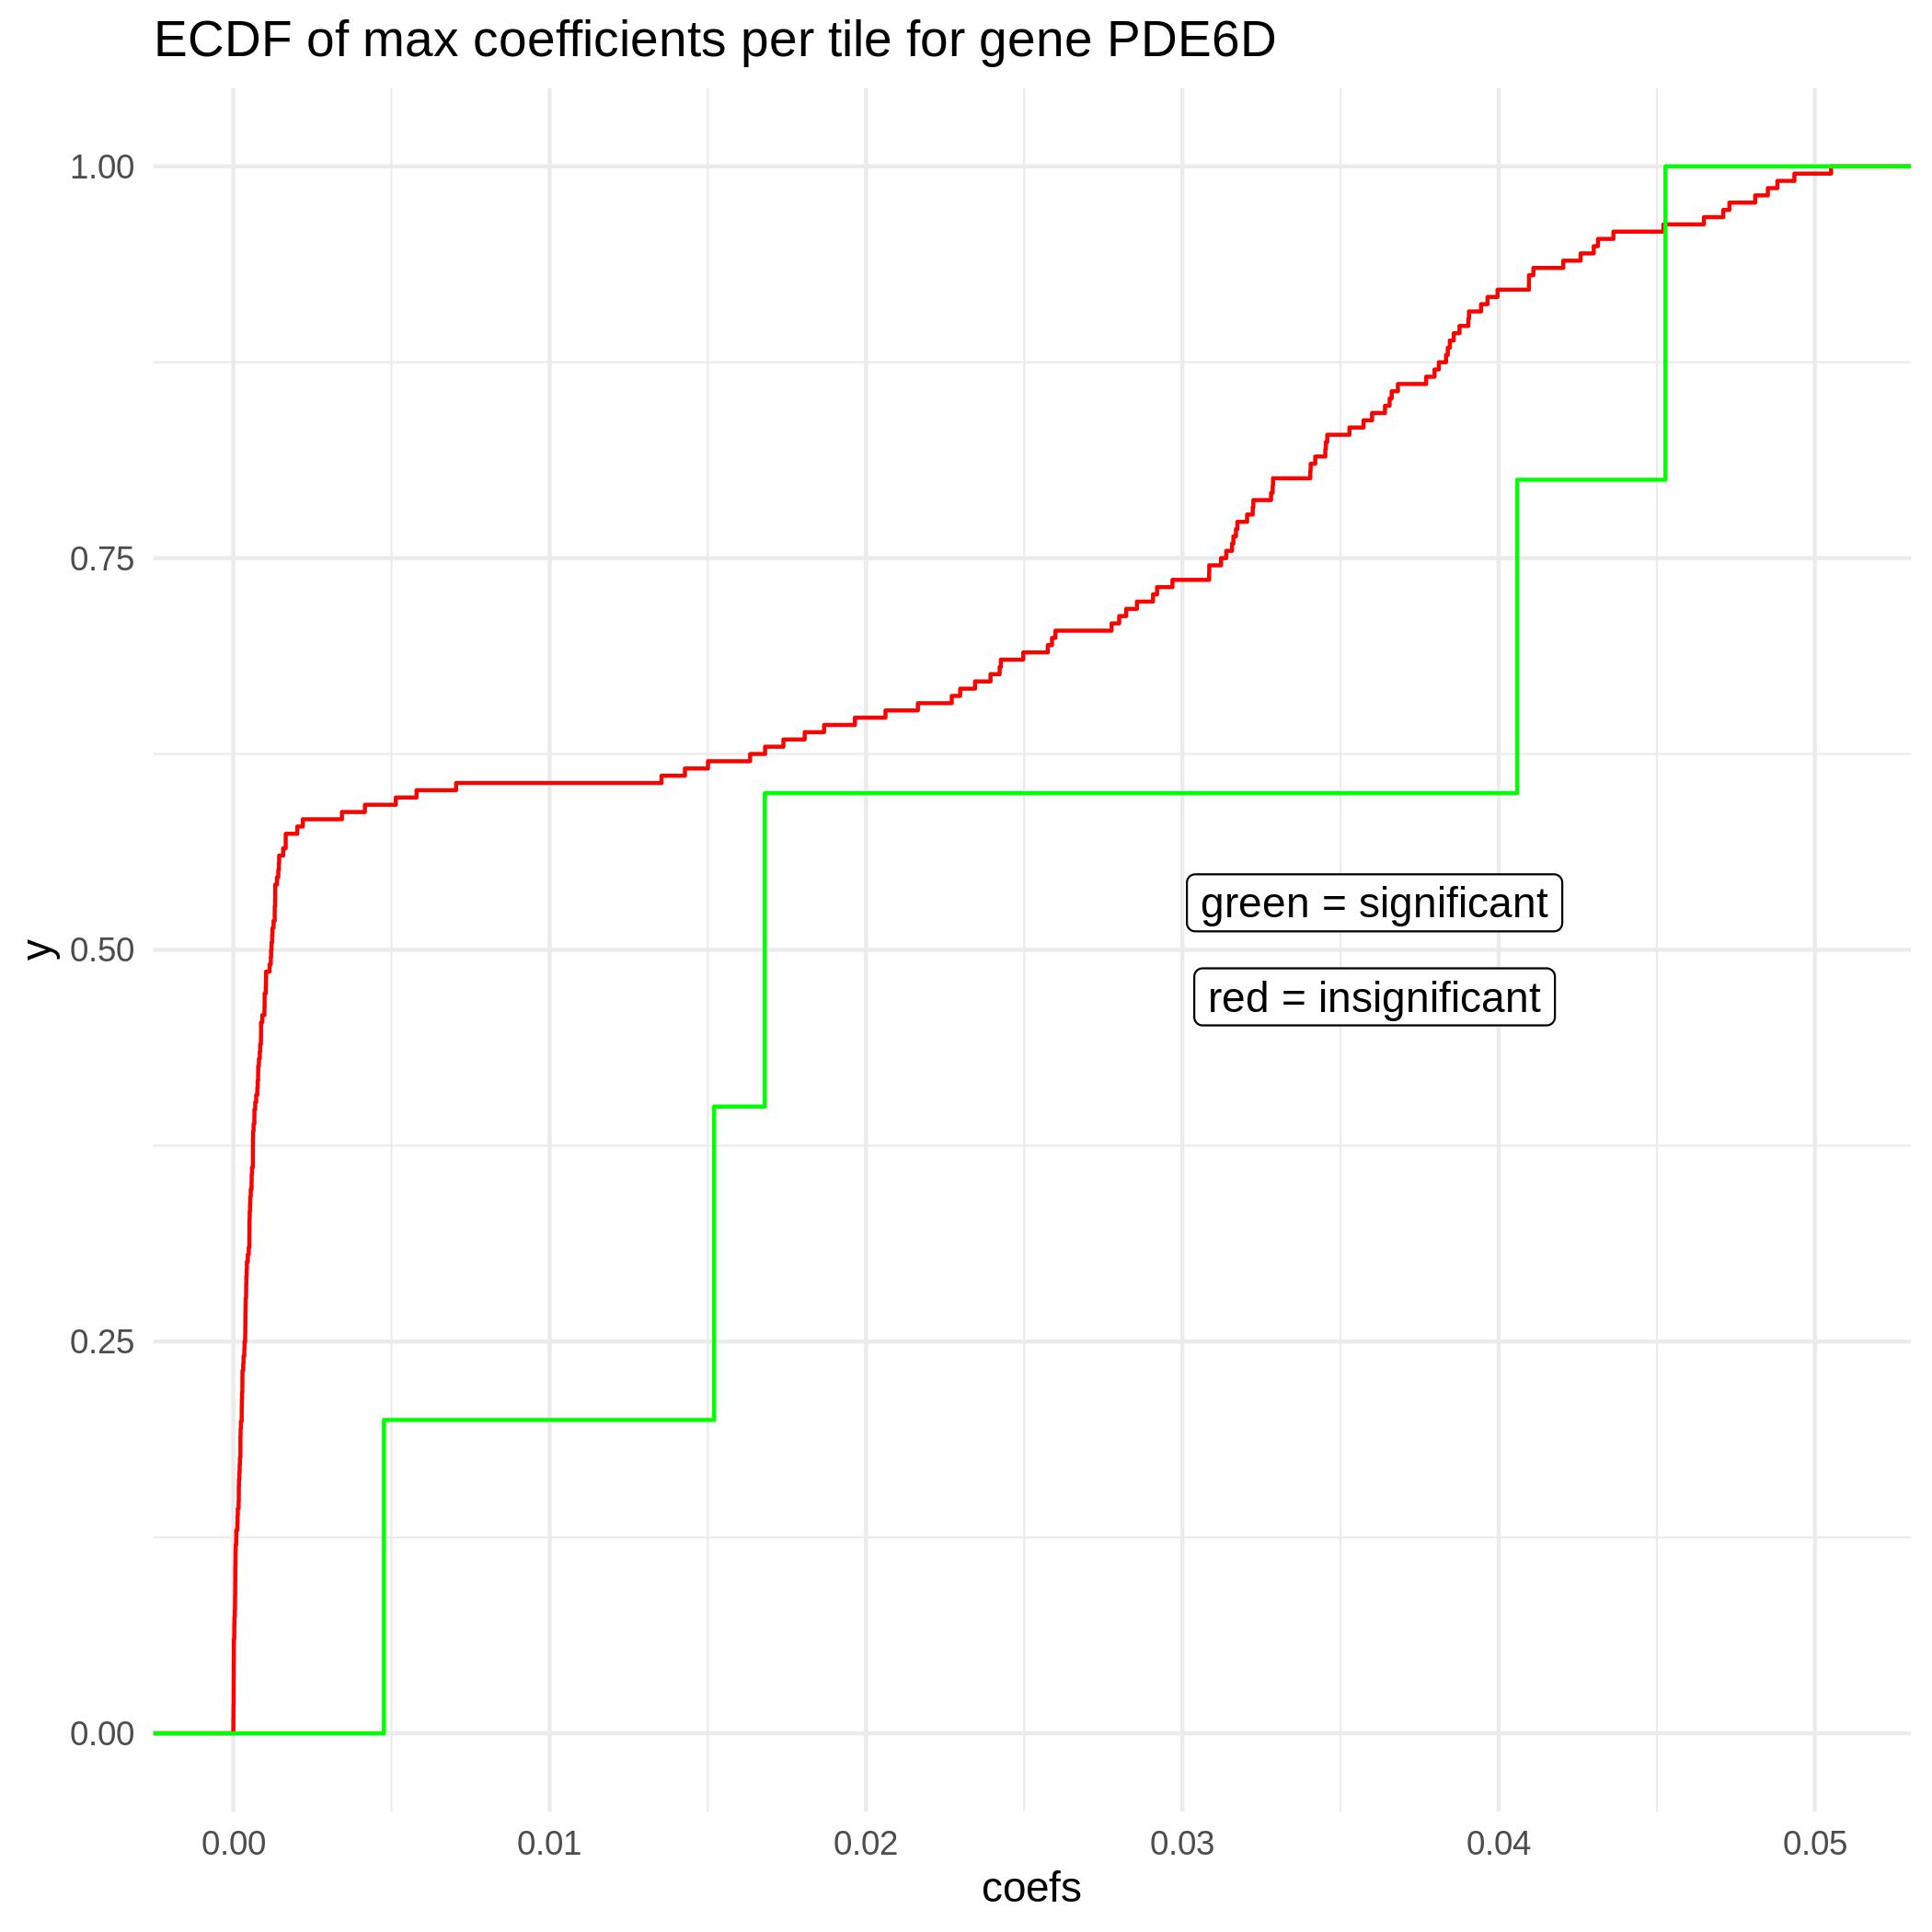 ECDF of max coefficients per tile for gene PDE6D
1.00
0.75
0.50
0.25
0.00
y
green = significant
red = insignificant
0.00 0.01 0.02 0.03 0.04 0.05
coefs